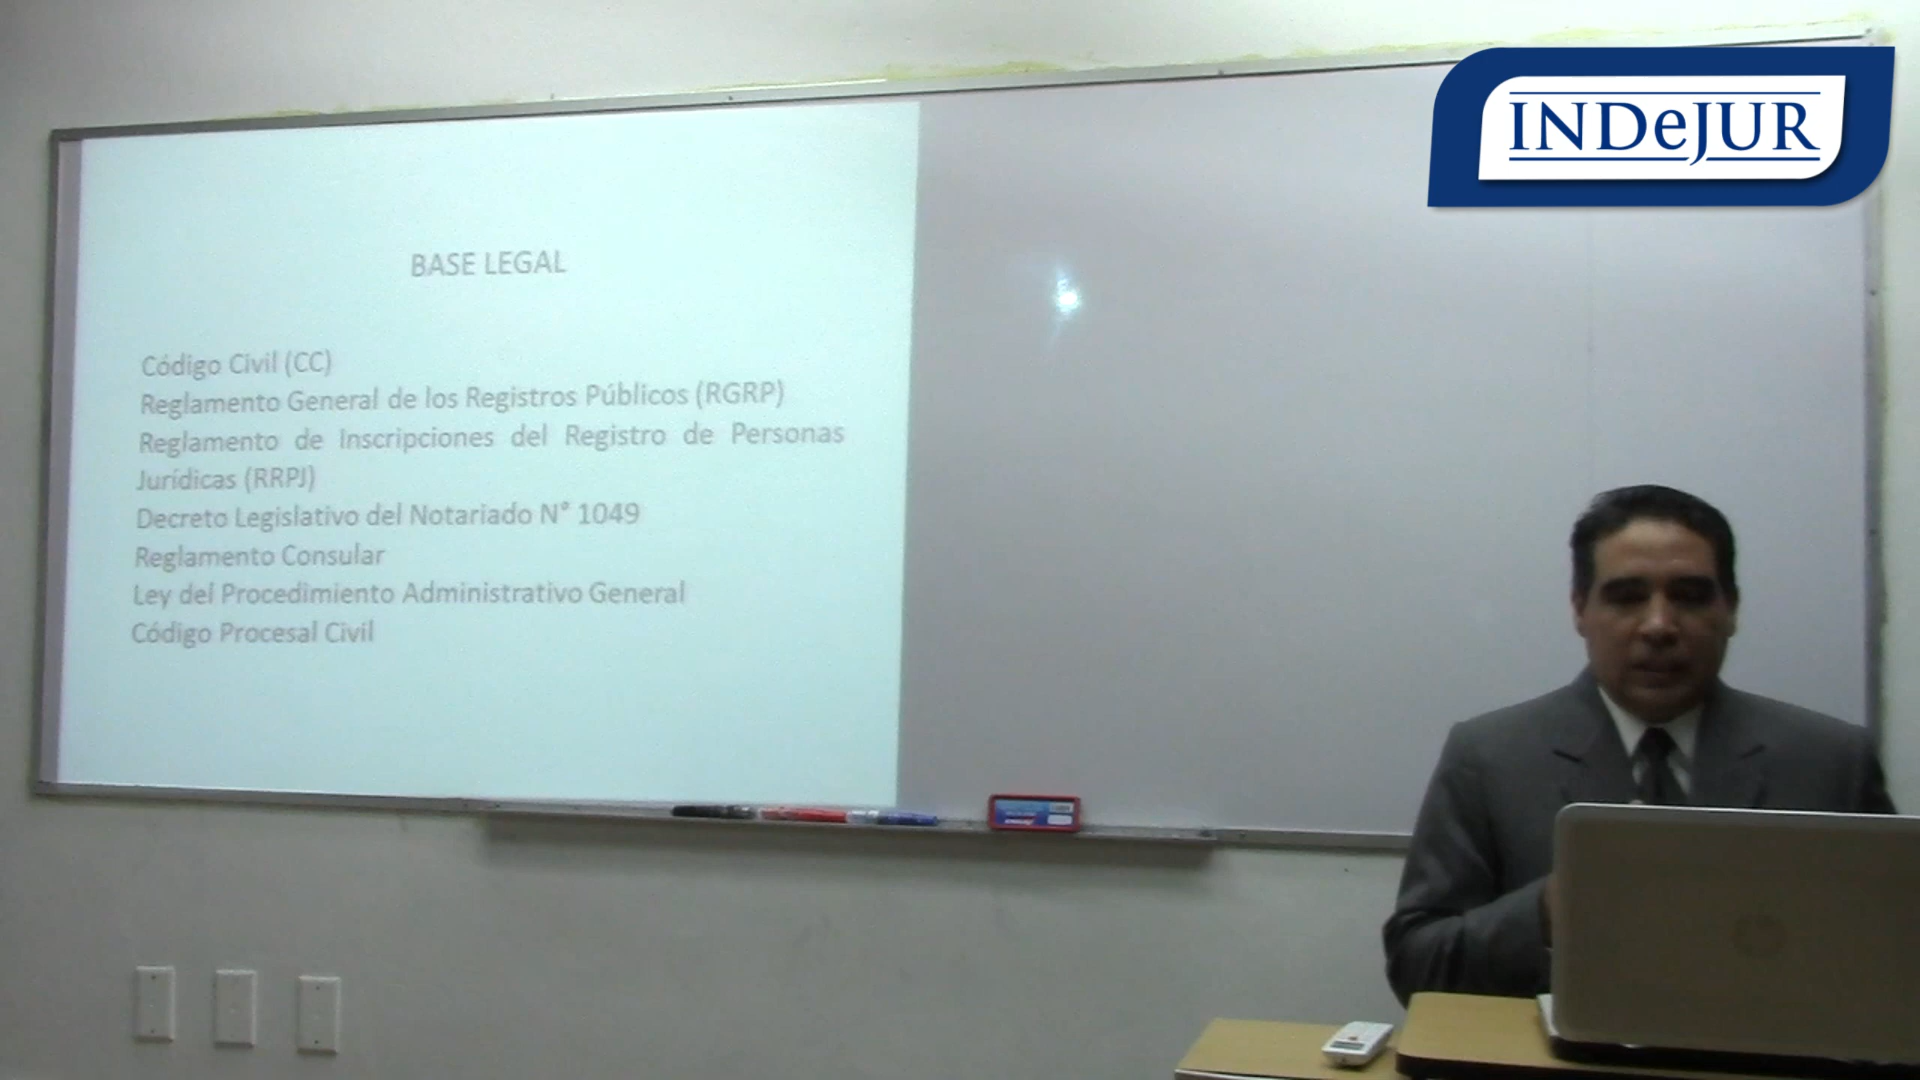 INDeJUR
BASE LEGAL
Código Civil (CC)
Reglamento General de los Registros Públicos (RGRP)
Reglamento de Inscripciones del Registro de Personas
Jurídicas (RRPJ)
Decreto Legislativo del Notariado N° 1049
Reglamento Consular
Ley del Procedimiento Administrativo General
Código Procesal Civil